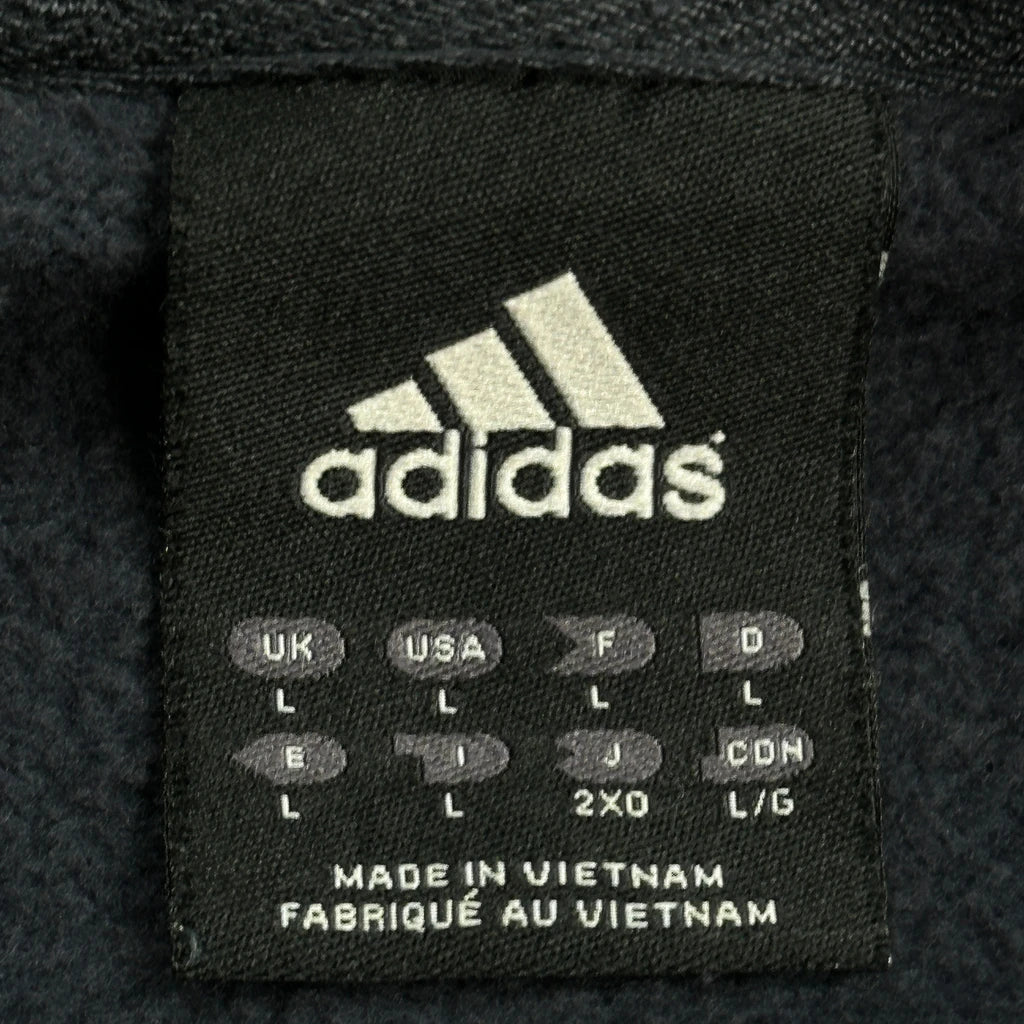 adidas
UK USA F D
L L L L
E I J CDN
L L 2XO L/G
MADE IN VIETNAM
FABRIQUÉ AU VIETNAM